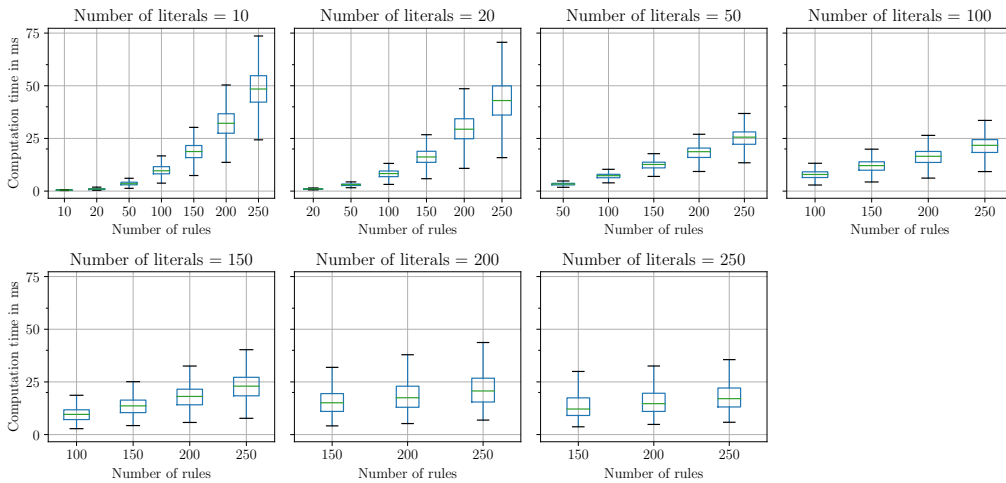 Number of literals = 10
Number of literals = 20
Number of literals = 50
Number of literals = 100
Computation time in ms
75
50
25
0
10 20 50 100 150 200 250
20 50 100 150 200 250
50 100 150 200 250
100 150 200 250
Number of rules
Number of rules
Number of rules
Number of rules
Number of literals = 150
Number of literals = 200
Number of literals = 250
Computation time in ms
75
50
25
0
100 150 200 250
150 200 250
150 200 250
Number of rules
Number of rules
Number of rules